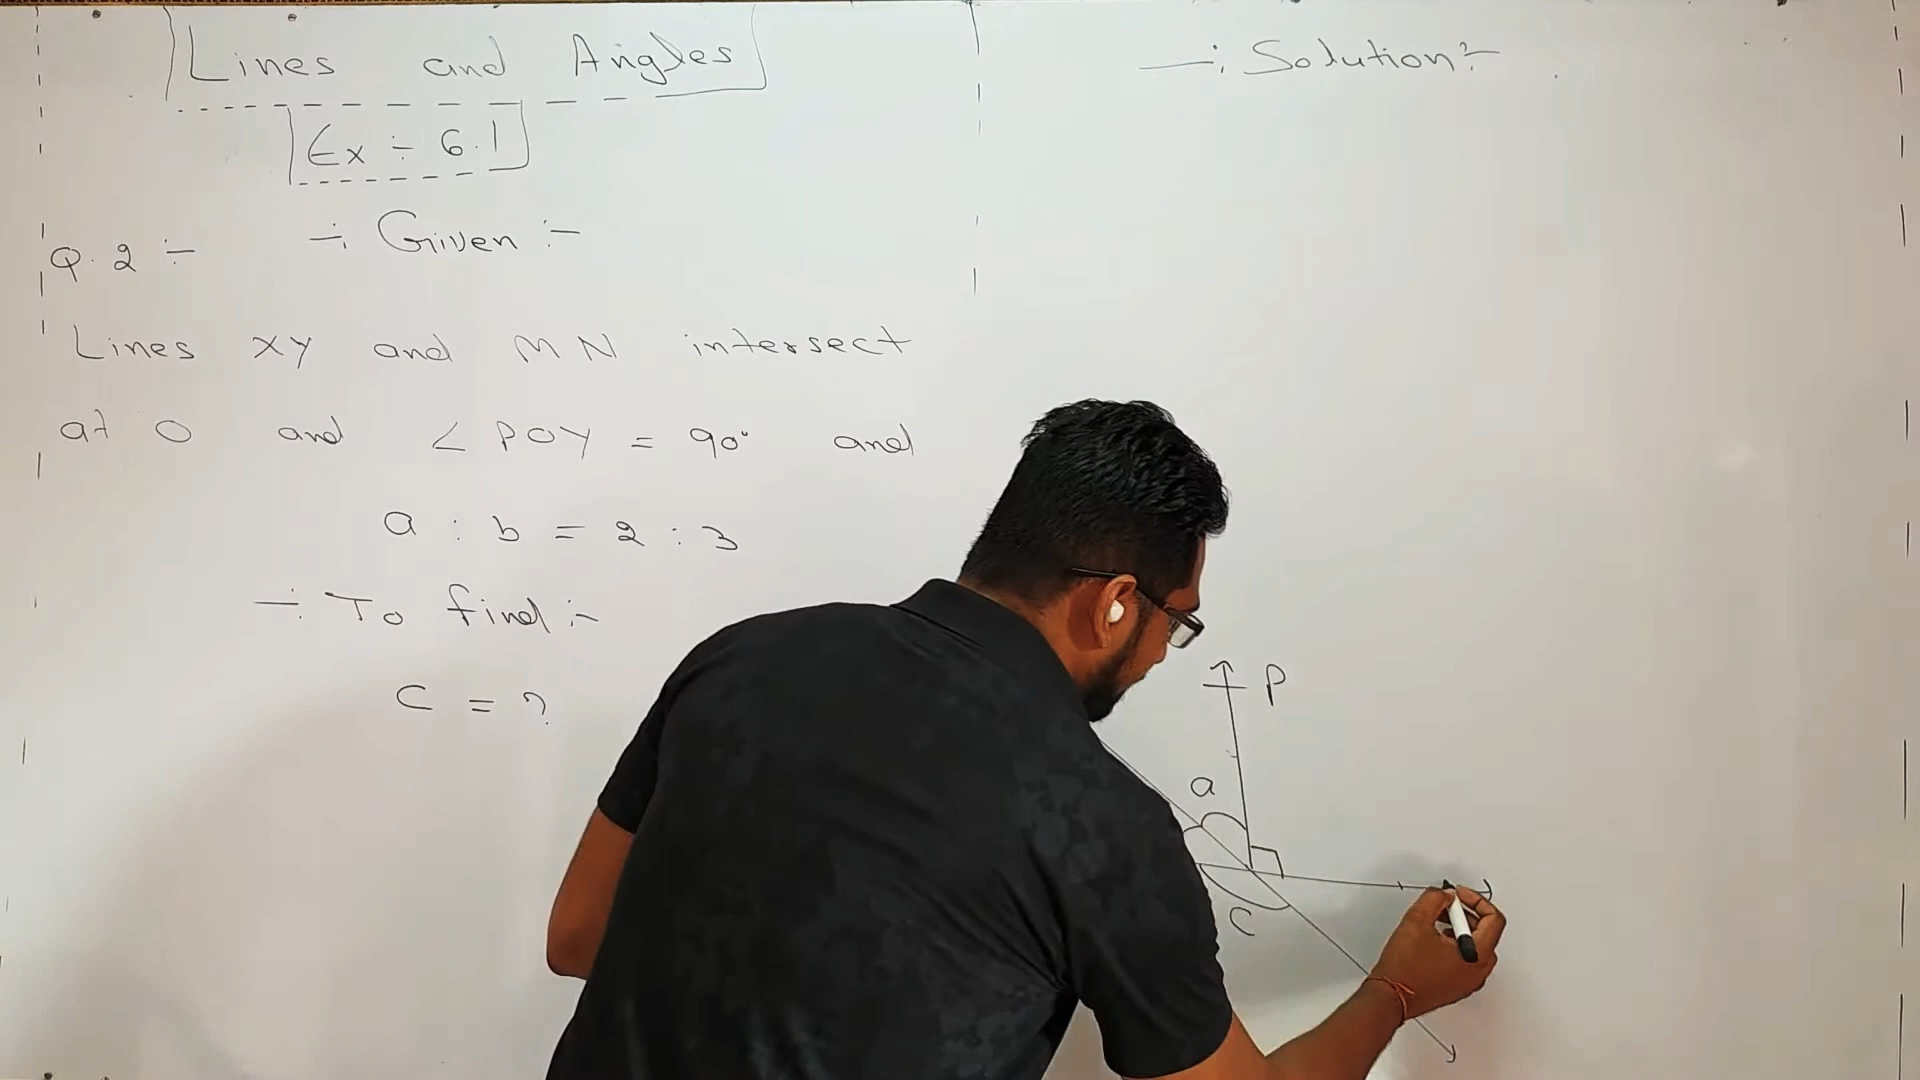 Lines and Angles
Ex :- 6.1
Q.2 :- -: Given :-
Lines XY and MN intersect
at O and ∠ POY = 90° and
a : b = 2 : 3
-: To find :-
C = ?
-: Solution :-
P
a
C